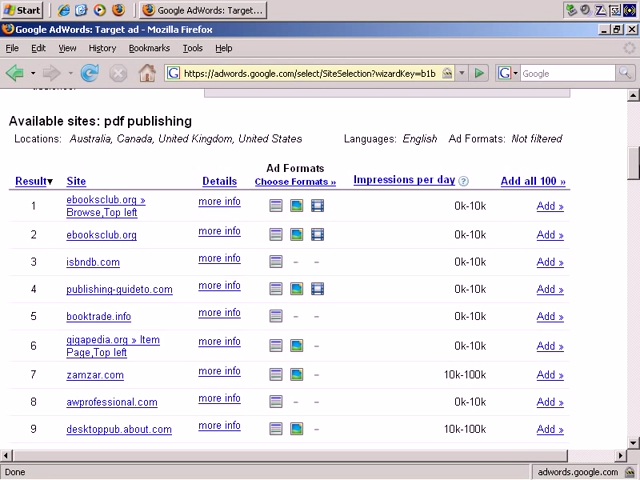 Start
Google AdWords: Target...
Google AdWords: Target ad - Mozilla Firefox
File Edit View History Bookmarks Tools Help
https://adwords.google.com/select/SiteSelection?wizardKey=b1b
Google
Available sites: pdf publishing
Locations: Australia, Canada, United Kingdom, United States Languages: English Ad Formats: Not filtered
Ad Formats
Result Site Details Choose Formats » Impressions per day ? Add all 100 »
1 ebooksclub.org » Browse,Top left more info 0k-10k Add »
2 ebooksclub.org more info 0k-10k Add »
3 isbndb.com more info – – 0k-10k Add »
4 publishing-guideto.com more info 0k-10k Add »
5 booktrade.info more info – – 0k-10k Add »
6 gigapedia.org » Item Page,Top left more info – 0k-10k Add »
7 zamzar.com more info – 10k-100k Add »
8 awprofessional.com more info – – 0k-10k Add »
9 desktoppub.about.com more info – 10k-100k Add »
Done adwords.google.com